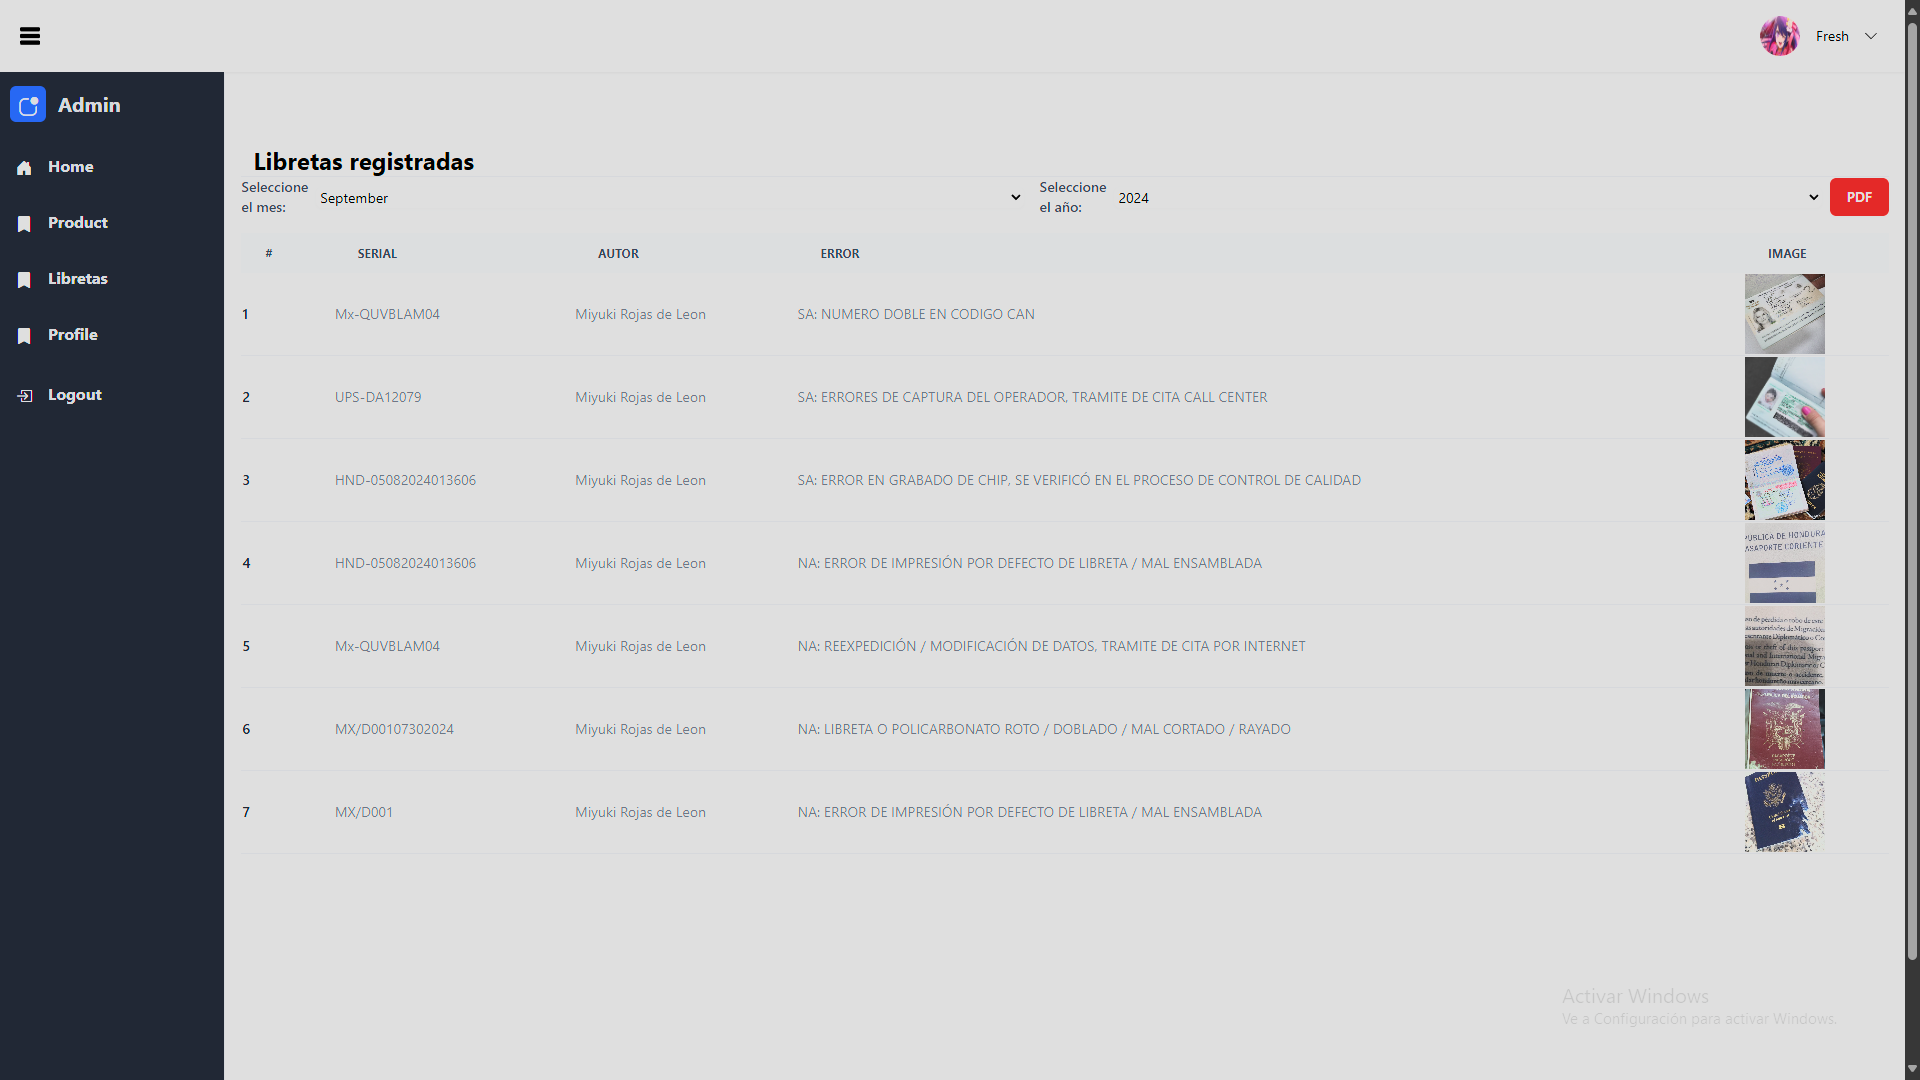 Fresh
Admin
Home
Product
Libretas
Profile
Logout
Libretas registradas
Seleccione el mes:
September
Seleccione el año:
2024
PDF
# SERIAL AUTOR ERROR IMAGE
1 Mx-QUVBLAM04 Miyuki Rojas de Leon SA: NUMERO DOBLE EN CODIGO CAN
2 UPS-DA12079 Miyuki Rojas de Leon SA: ERRORES DE CAPTURA DEL OPERADOR, TRAMITE DE CITA CALL CENTER
3 HND-05082024013606 Miyuki Rojas de Leon SA: ERROR EN GRABADO DE CHIP, SE VERIFICÓ EN EL PROCESO DE CONTROL DE CALIDAD
4 HND-05082024013606 Miyuki Rojas de Leon NA: ERROR DE IMPRESIÓN POR DEFECTO DE LIBRETA / MAL ENSAMBLADA
5 Mx-QUVBLAM04 Miyuki Rojas de Leon NA: REEXPEDICIÓN / MODIFICACIÓN DE DATOS, TRAMITE DE CITA POR INTERNET
6 MX/D00107302024 Miyuki Rojas de Leon NA: LIBRETA O POLICARBONATO ROTO / DOBLADO / MAL CORTADO / RAYADO
7 MX/D001 Miyuki Rojas de Leon NA: ERROR DE IMPRESIÓN POR DEFECTO DE LIBRETA / MAL ENSAMBLADA
Activar Windows
Ve a Configuración para activar Windows.